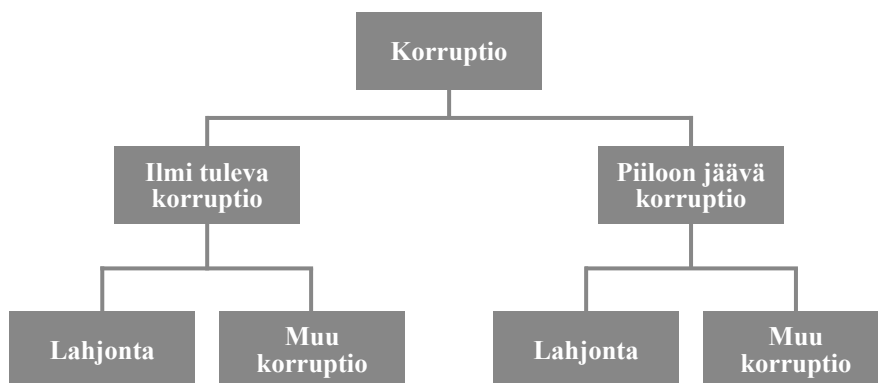 Korruptio
Ilmi tuleva
korruptio
Piiloon jäävä
korruptio
Lahjonta
Muu
korruptio
Lahjonta
Muu
korruptio